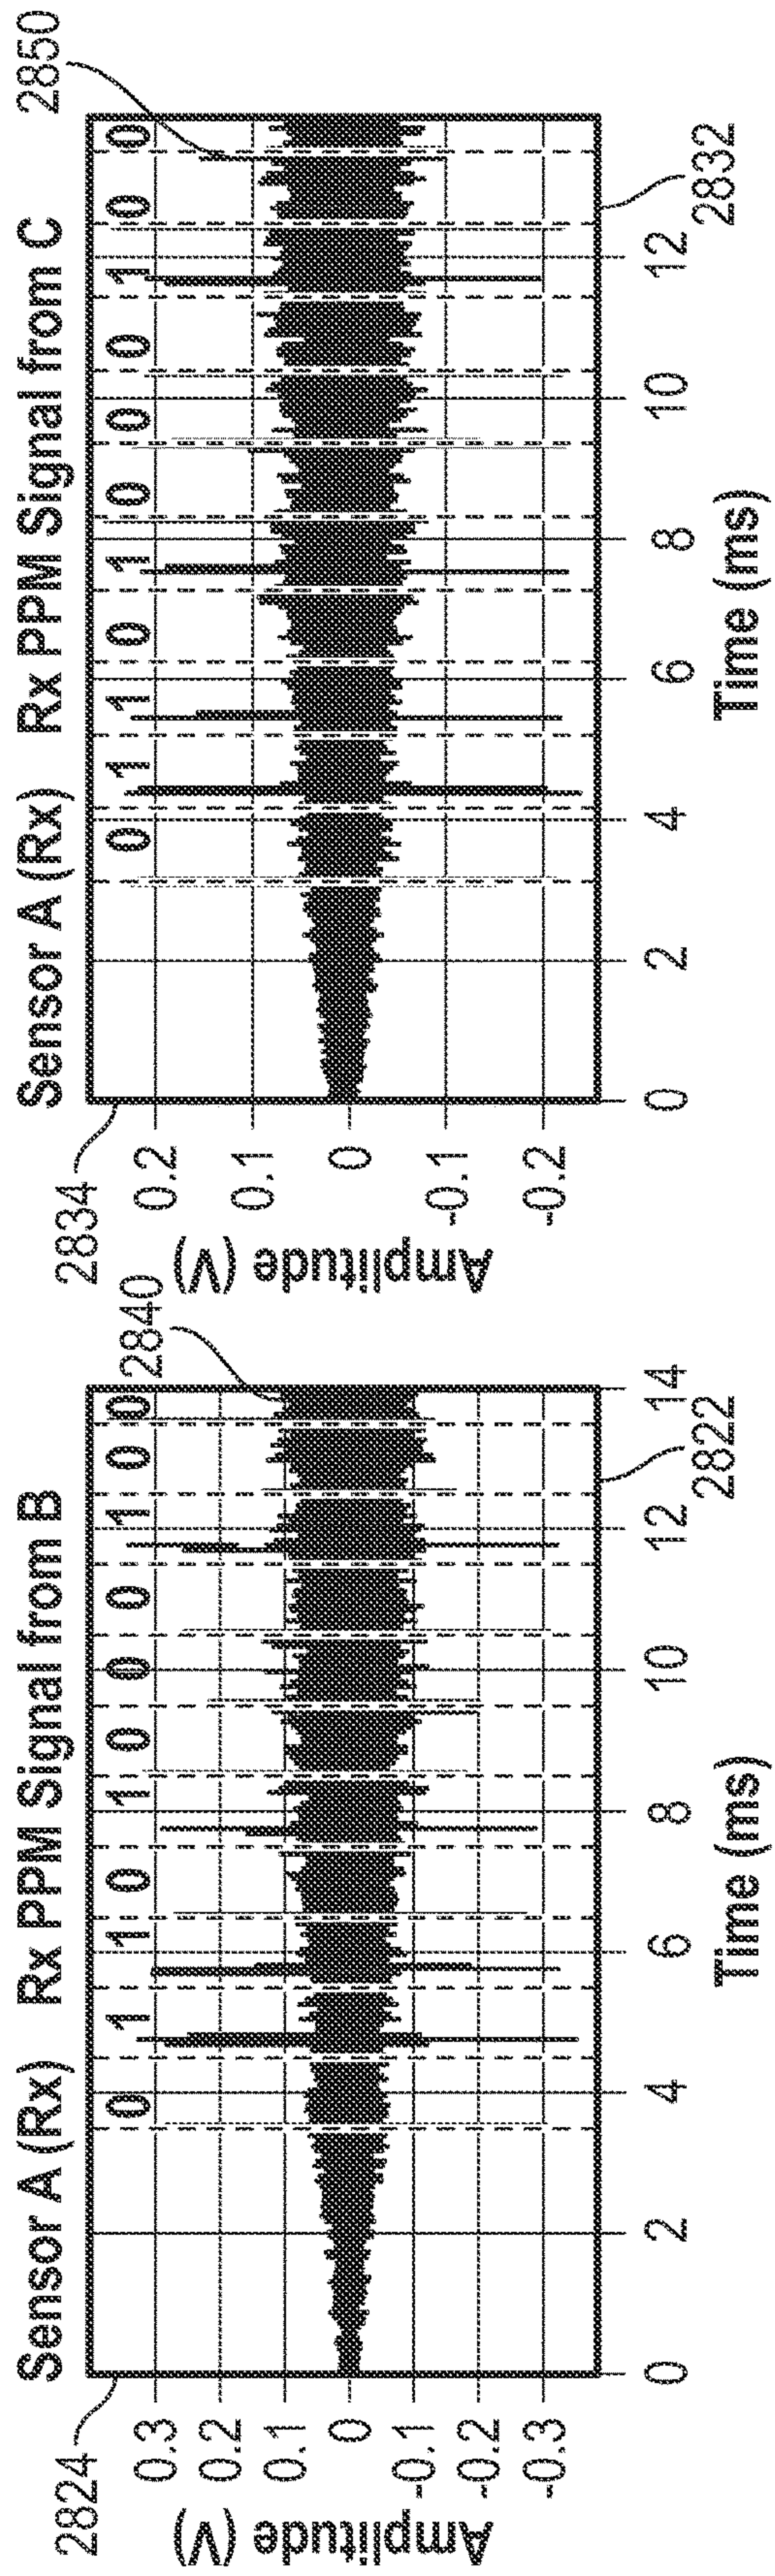 Sensor A (Rx) Rx PPM Signal from B
2824
0 1 1 0 1 0 0 0 1 0 0
2840
0.3
0.2
0.1
0
-0.1
-0.2
-0.3
Amplitude (V)
0 2 4 6 8 10 12 14
Time (ms)
2822
Sensor A (Rx) Rx PPM Signal from C
2834
0 1 1 0 1 0 0 0 1 0 0
2850
0.2
0.1
0
-0.1
-0.2
Amplitude (V)
0 2 4 6 8 10 12
Time (ms)
2832